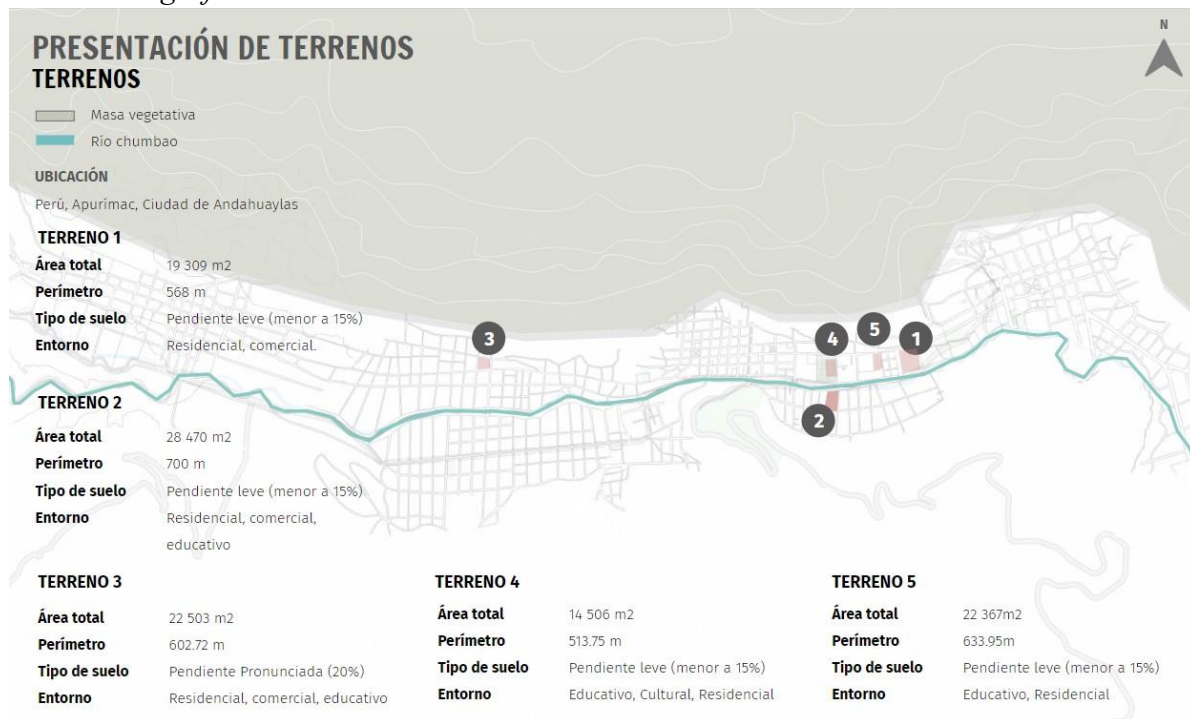 PRESENTACIÓN DE TERRENOS
TERRENOS
Masa vegetativa
Río chumbao
UBICACIÓN
Perú, Apurímac, Ciudad de Andahuaylas
TERRENO 1
Área total 19 309 m2
Perímetro 568 m
Tipo de suelo Pendiente leve (menor a 15%)
Entorno Residencial, comercial.
TERRENO 2
Área total 28 470 m2
Perímetro 700 m
Tipo de suelo Pendiente leve (menor a 15%)
Entorno Residencial, comercial,
educativo
N
3
4
5
1
2
TERRENO 3
Área total 22 503 m2
Perímetro 602.72 m
Tipo de suelo Pendiente Pronunciada (20%)
Entorno Residencial, comercial, educativo
TERRENO 4
Área total 14 506 m2
Perímetro 513.75 m
Tipo de suelo Pendiente leve (menor a 15%)
Entorno Educativo, Cultural, Residencial
TERRENO 5
Área total 22 367m2
Perímetro 633.95m
Tipo de suelo Pendiente leve (menor a 15%)
Entorno Educativo, Residencial